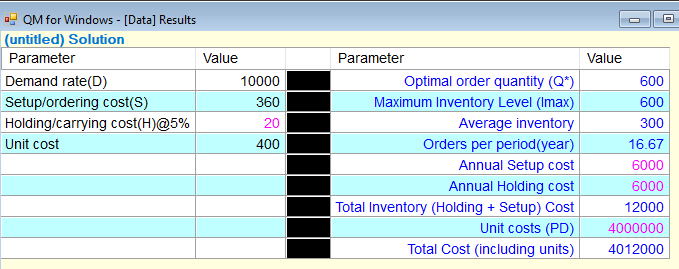 QM for Windows - [Data] Results
(untitled) Solution
Parameter Value Parameter Value
Demand rate(D) 10000 Optimal order quantity (Q*) 600
Setup/ordering cost(S) 360 Maximum Inventory Level (Imax) 600
Holding/carrying cost(H)@5% 20 Average inventory 300
Unit cost 400 Orders per period(year) 16.67
Annual Setup cost 6000
Annual Holding cost 6000
Total Inventory (Holding + Setup) Cost 12000
Unit costs (PD) 4000000
Total Cost (including units) 4012000